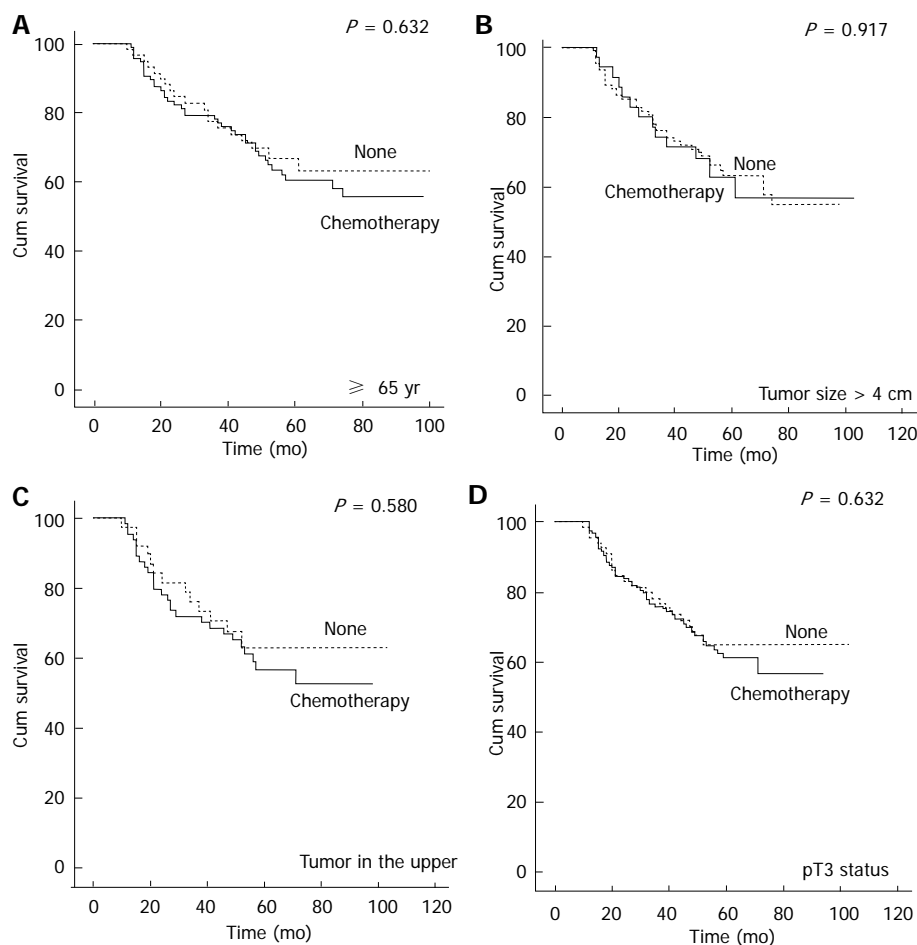 A
P = 0.632
100
80
60
40
20
0
Cum survival
None
Chemotherapy
⩾ 65 yr
0 20 40 60 80 100
Time (mo)
B
P = 0.917
100
80
60
40
20
0
Cum survival
None
Chemotherapy
Tumor size > 4 cm
0 20 40 60 80 100 120
Time (mo)
C
P = 0.580
100
80
60
40
20
0
Cum survival
None
Chemotherapy
Tumor in the upper
0 20 40 60 80 100 120
Time (mo)
D
P = 0.632
100
80
60
40
20
0
Cum survival
None
Chemotherapy
pT3 status
0 20 40 60 80 100 120
Time (mo)